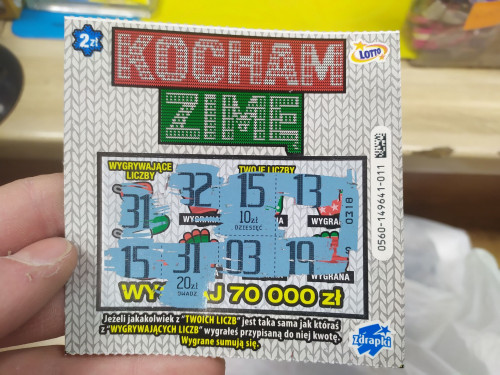 2zł
KOCHAM
ZIMĘ
LOTTO
WYGRYWAJĄCE
LICZBY
TWOJE LICZBY
31 32 15 13
WYGRANA 10zł WYGRA
DZIESIĘĆ
0318
15 31 03 19
20zł WYGRANA
DWADZ
WY J 70 000 zł
0560-149641-011
Jeżeli jakakolwiek z "TWOICH LICZB" jest taka sama jak któraś
z "WYGRYWAJĄCYCH LICZB" wygrałeś przypisaną do niej kwotę.
Wygrane sumują się.
Zdrapki